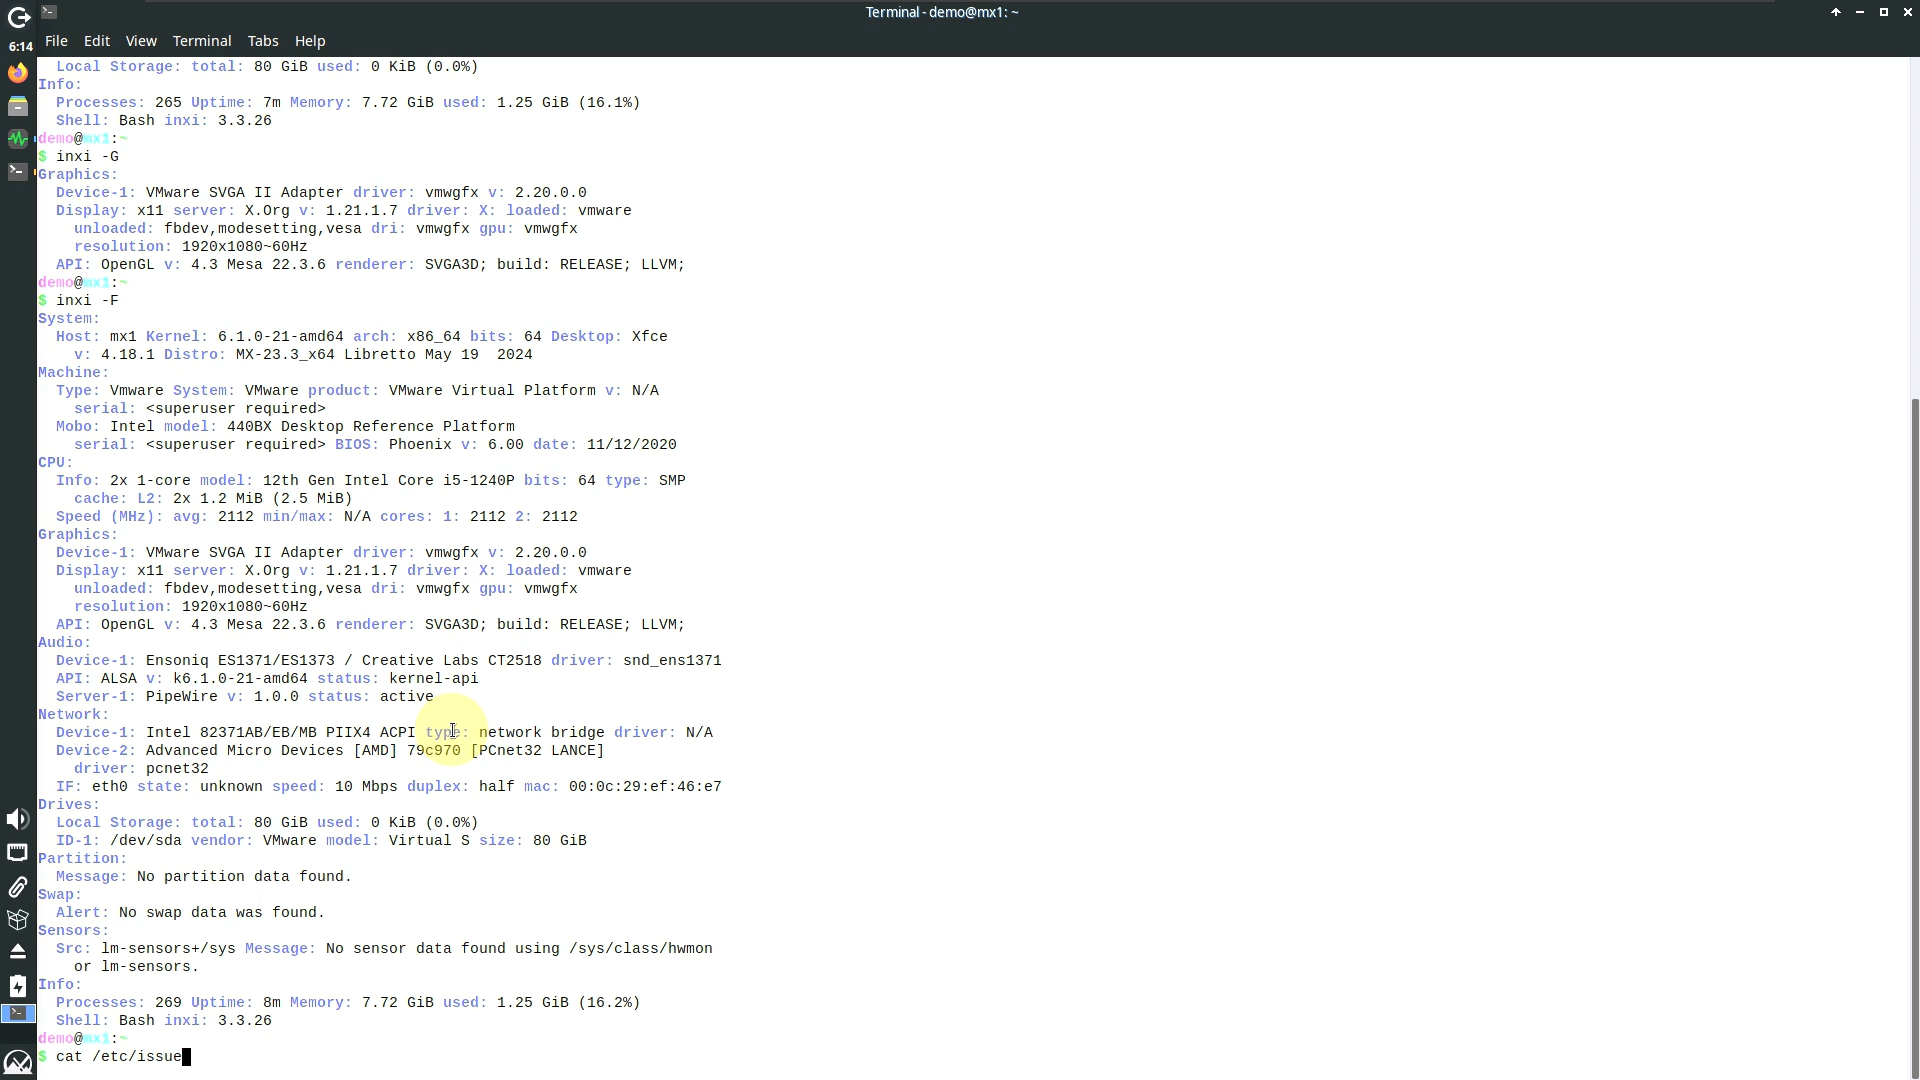 Terminal - demo@mx1: ~
6:14
File Edit View Terminal Tabs Help
Local Storage: total: 80 GiB used: 0 KiB (0.0%)
Info:
Processes: 265 Uptime: 7m Memory: 7.72 GiB used: 1.25 GiB (16.1%)
Shell: Bash inxi: 3.3.26
demo@mx1:~
$ inxi -G
Graphics:
Device-1: VMware SVGA II Adapter driver: vmwgfx v: 2.20.0.0
Display: x11 server: X.Org v: 1.21.1.7 driver: X: loaded: vmware
unloaded: fbdev,modesetting,vesa dri: vmwgfx gpu: vmwgfx
resolution: 1920x1080~60Hz
API: OpenGL v: 4.3 Mesa 22.3.6 renderer: SVGA3D; build: RELEASE; LLVM;
demo@mx1:~
$ inxi -F
System:
Host: mx1 Kernel: 6.1.0-21-amd64 arch: x86_64 bits: 64 Desktop: Xfce
v: 4.18.1 Distro: MX-23.3_x64 Libretto May 19  2024
Machine:
Type: Vmware System: VMware product: VMware Virtual Platform v: N/A
serial: <superuser required>
Mobo: Intel model: 440BX Desktop Reference Platform
serial: <superuser required> BIOS: Phoenix v: 6.00 date: 11/12/2020
CPU:
Info: 2x 1-core model: 12th Gen Intel Core i5-1240P bits: 64 type: SMP
cache: L2: 2x 1.2 MiB (2.5 MiB)
Speed (MHz): avg: 2112 min/max: N/A cores: 1: 2112 2: 2112
Graphics:
Device-1: VMware SVGA II Adapter driver: vmwgfx v: 2.20.0.0
Display: x11 server: X.Org v: 1.21.1.7 driver: X: loaded: vmware
unloaded: fbdev,modesetting,vesa dri: vmwgfx gpu: vmwgfx
resolution: 1920x1080~60Hz
API: OpenGL v: 4.3 Mesa 22.3.6 renderer: SVGA3D; build: RELEASE; LLVM;
Audio:
Device-1: Ensoniq ES1371/ES1373 / Creative Labs CT2518 driver: snd_ens1371
API: ALSA v: k6.1.0-21-amd64 status: kernel-api
Server-1: PipeWire v: 1.0.0 status: active
Network:
Device-1: Intel 82371AB/EB/MB PIIX4 ACPI type: network bridge driver: N/A
Device-2: Advanced Micro Devices [AMD] 79c970 [PCnet32 LANCE]
driver: pcnet32
IF: eth0 state: unknown speed: 10 Mbps duplex: half mac: 00:0c:29:ef:46:e7
Drives:
Local Storage: total: 80 GiB used: 0 KiB (0.0%)
ID-1: /dev/sda vendor: VMware model: Virtual S size: 80 GiB
Partition:
Message: No partition data found.
Swap:
Alert: No swap data was found.
Sensors:
Src: lm-sensors+/sys Message: No sensor data found using /sys/class/hwmon
or lm-sensors.
Info:
Processes: 269 Uptime: 8m Memory: 7.72 GiB used: 1.25 GiB (16.2%)
Shell: Bash inxi: 3.3.26
demo@mx1:~
$ cat /etc/issue